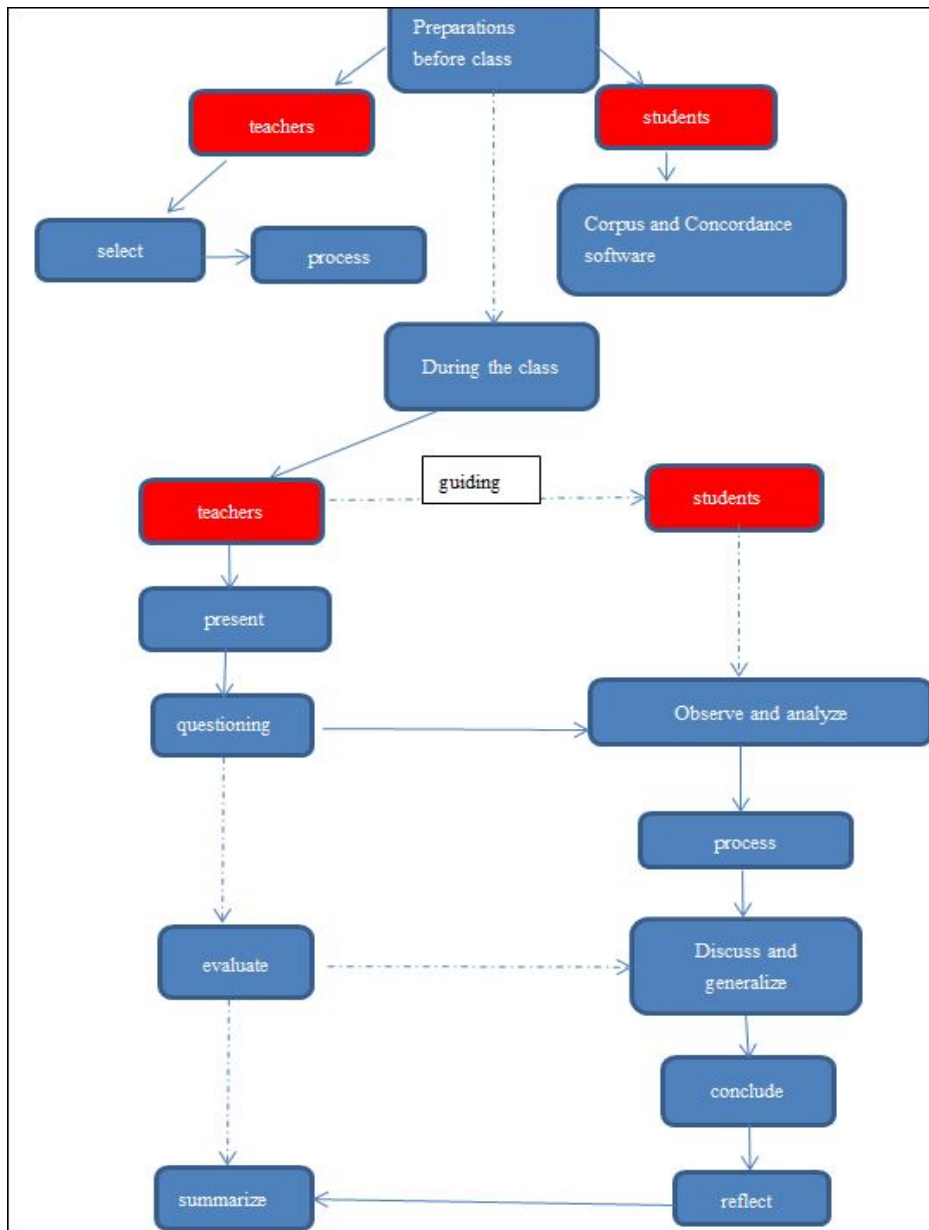 Preparations
before class
teachers
students
select
process
Corpus and Concordance
software
During the class
guiding
teachers
students
present
questioning
Observe and analyze
process
evaluate
Discuss and
generalize
conclude
summarize
reflect